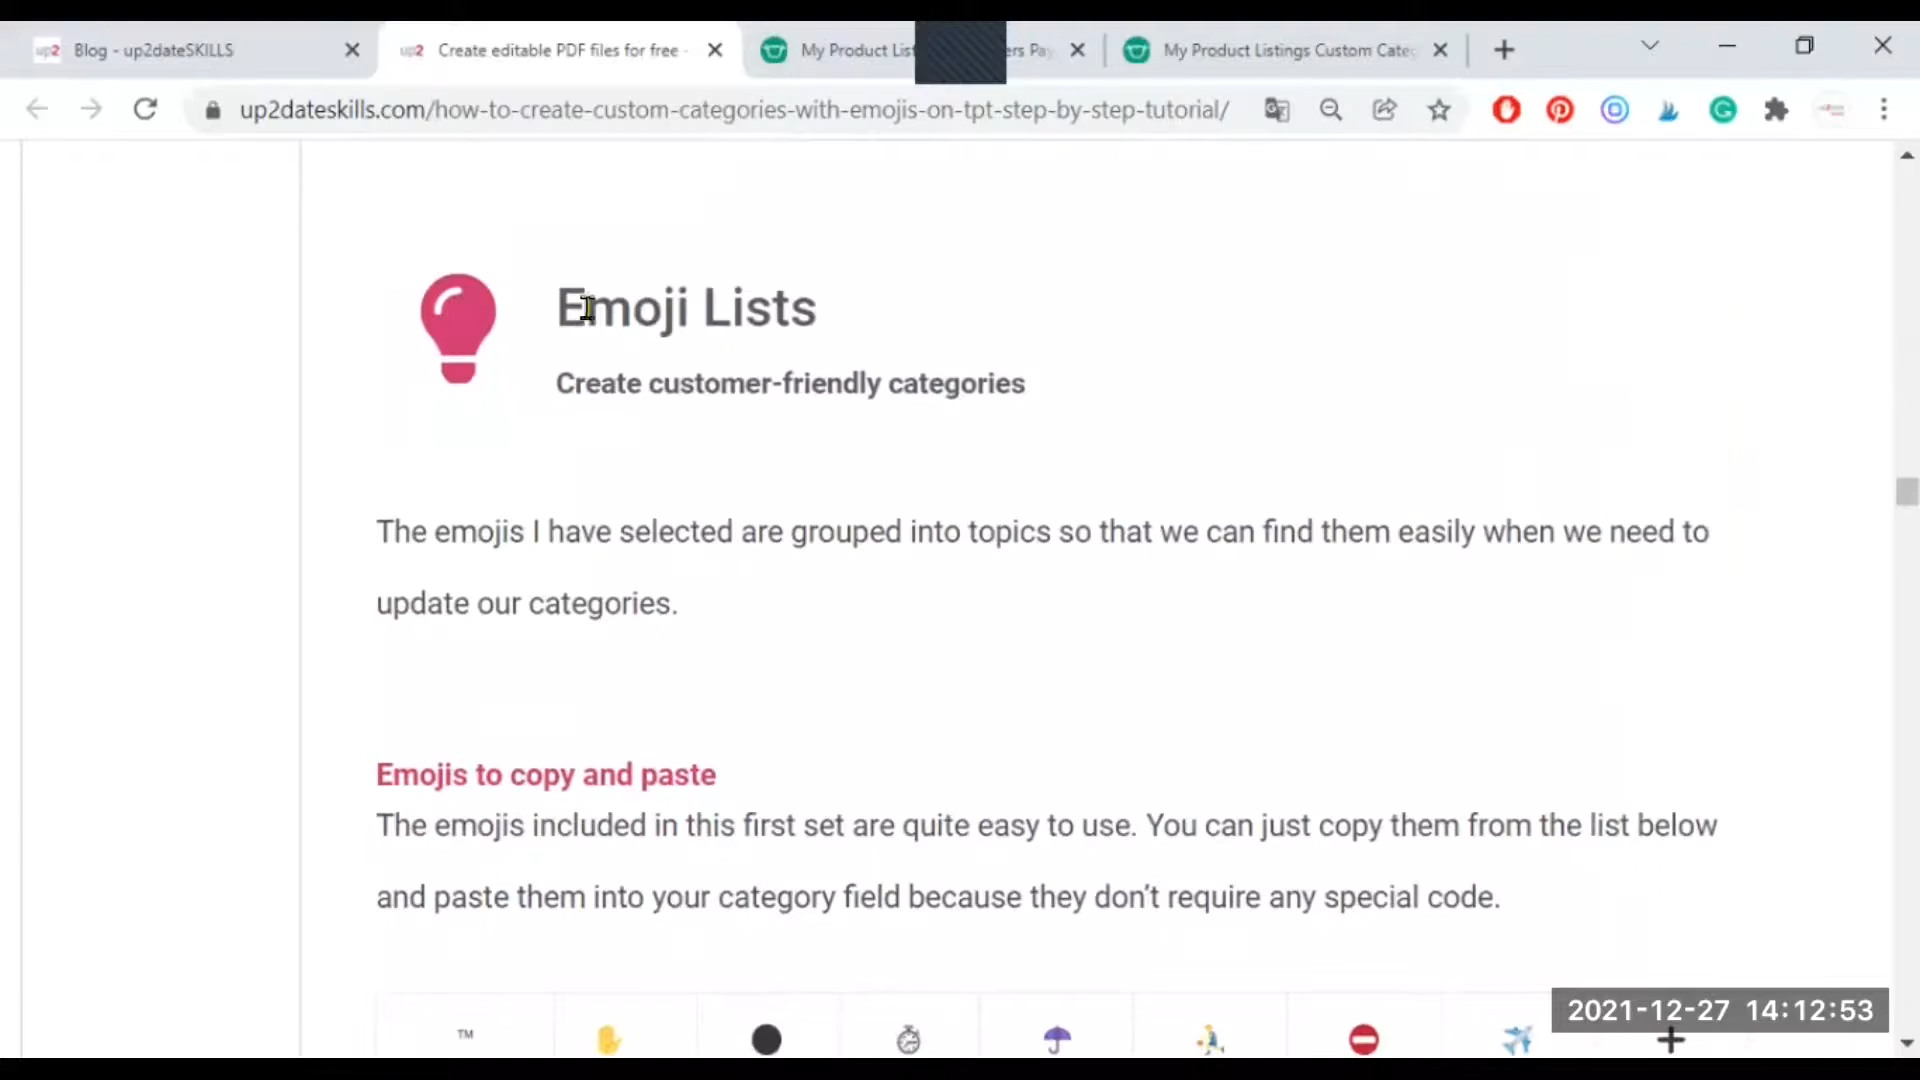 up2 Blog - up2dateSKILLS
up2 Create editable PDF files for free -
My Product List
ers Pay
My Product Listings Custom Cate
up2dateskills.com/how-to-create-custom-categories-with-emojis-on-tpt-step-by-step-tutorial/
Emoji Lists
Create customer-friendly categories
The emojis I have selected are grouped into topics so that we can find them easily when we need to
update our categories.
Emojis to copy and paste
The emojis included in this first set are quite easy to use. You can just copy them from the list below
and paste them into your category field because they don't require any special code.
™
2021-12-27 14:12:53